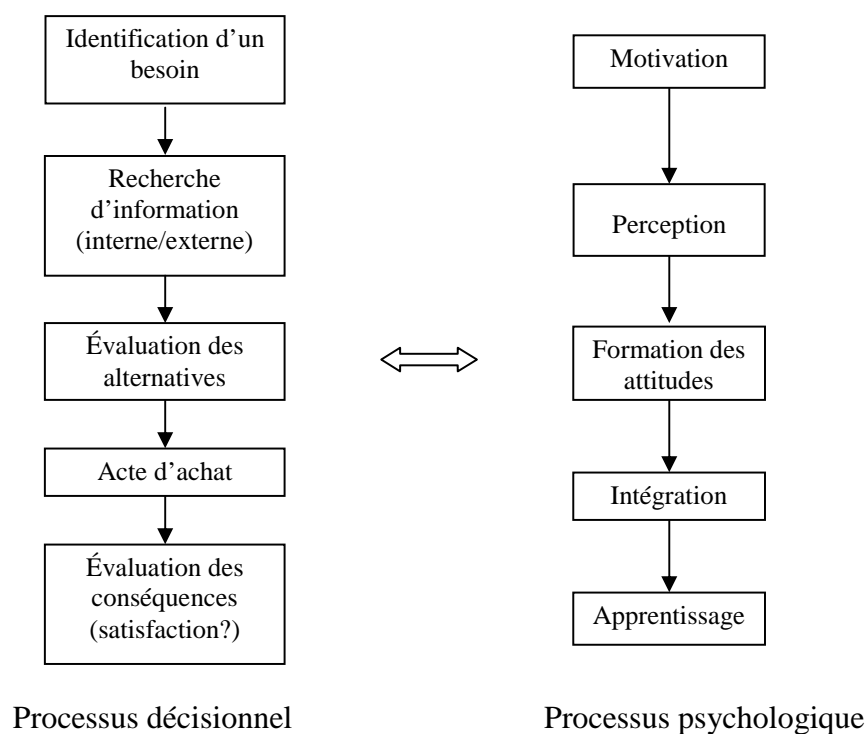 Identification d’un
besoin
Recherche
d’information
(interne/externe)
Évaluation des
alternatives
Acte d’achat
Évaluation des
conséquences
(satisfaction?)
Processus décisionnel
Motivation
Perception
Formation des
attitudes
Intégration
Apprentissage
Processus psychologique